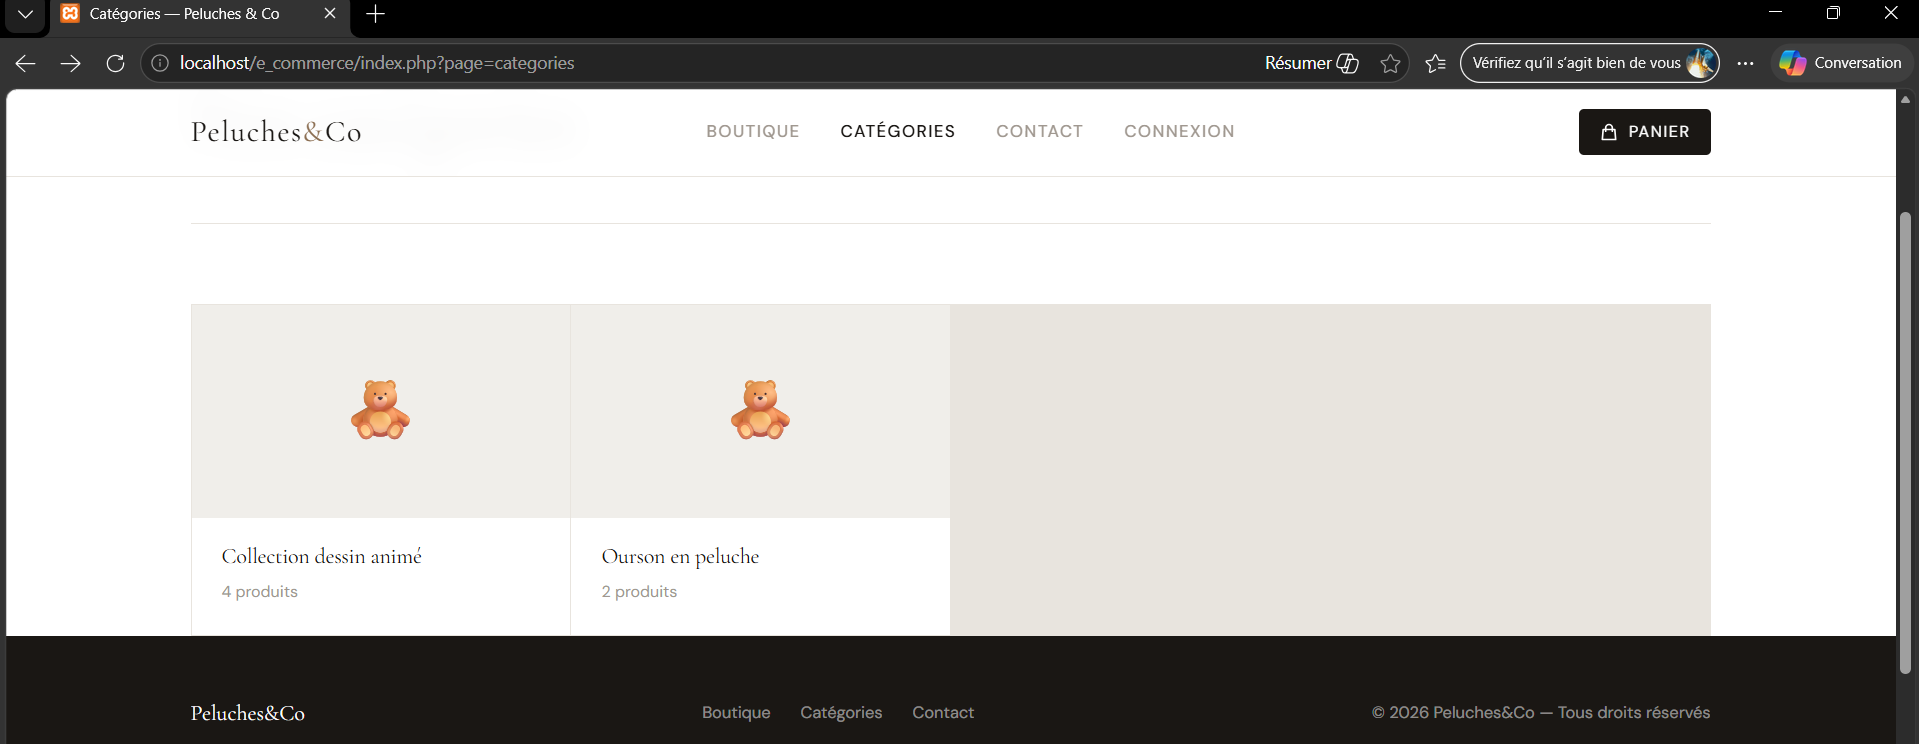 Catégories — Peluches & Co
localhost/e_commerce/index.php?page=categories
Résumer
Vérifiez qu'il s'agit bien de vous
Conversation
Peluches&Co
BOUTIQUE
CATÉGORIES
CONTACT
CONNEXION
PANIER
Collection dessin animé
4 produits
Ourson en peluche
2 produits
Peluches&Co
Boutique
Catégories
Contact
© 2026 Peluches&Co — Tous droits réservés